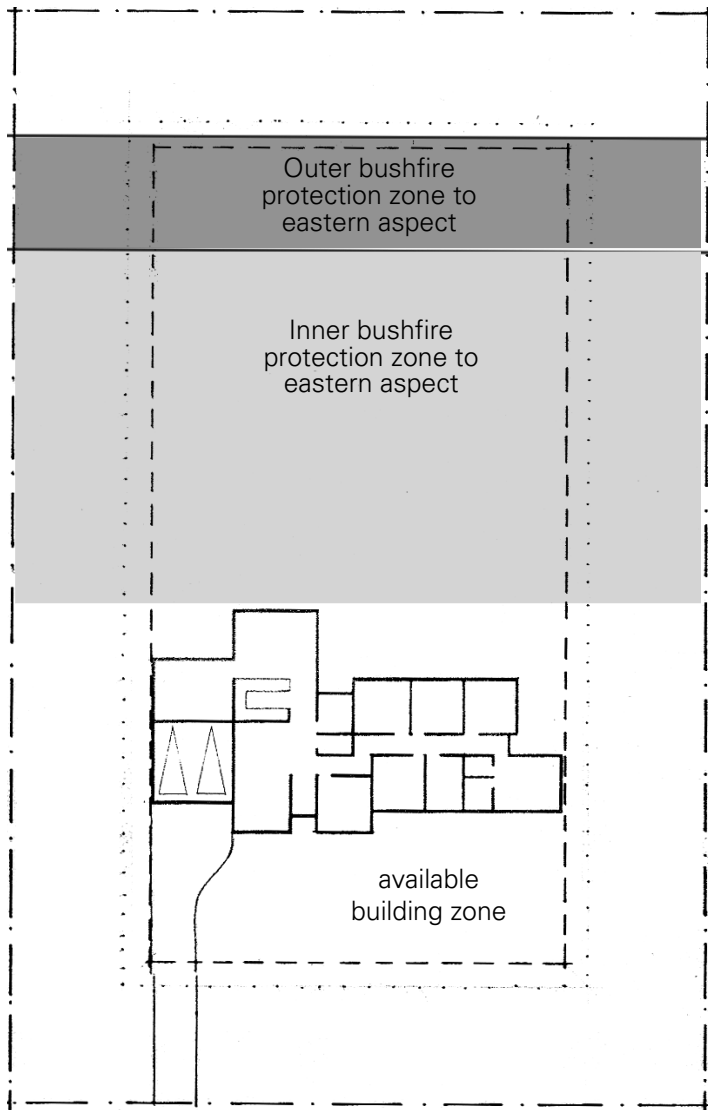 Outer bushfire
protection zone to
eastern aspect
Inner bushfire
protection zone to
eastern aspect
available
building zone